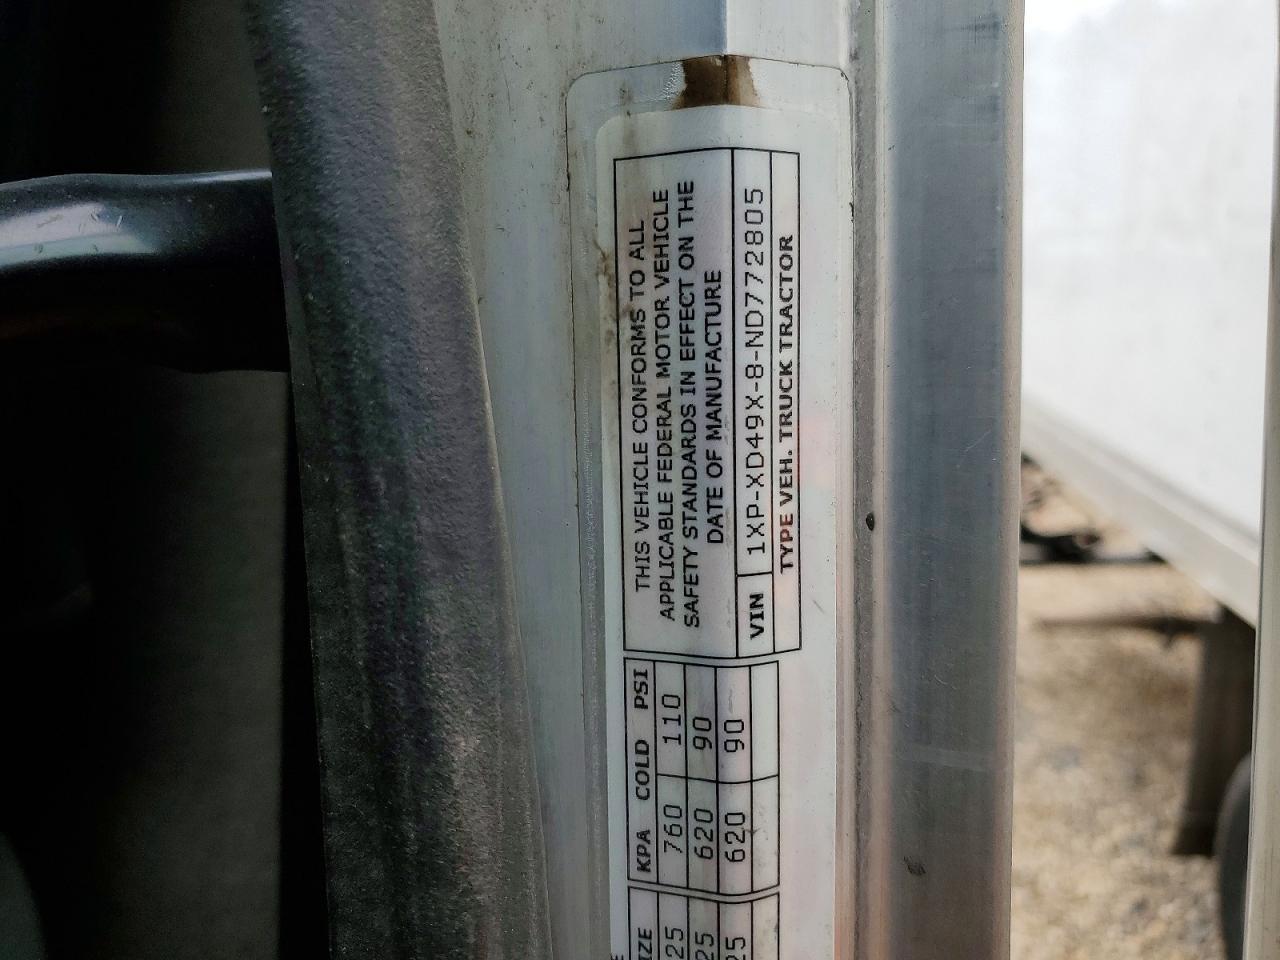 THIS VEHICLE CONFORMS TO ALL
APPLICABLE FEDERAL MOTOR VEHICLE
SAFETY STANDARDS IN EFFECT ON THE
DATE OF MANUFACTURE
VIN 1XP-XD49X-8-ND772805
TYPE VEH. TRUCK TRACTOR
KPA COLD PSI
760 110
620 90
620 90